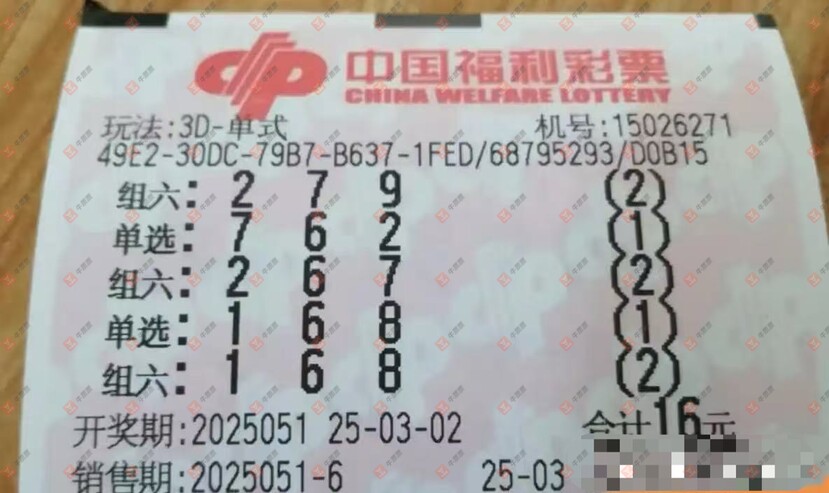 中国福利彩票
CHINA WELFARE LOTTERY
玩法:3D-单式 机号:15026271
49E2-30DC-79B7-B637-1FED/68795293/D0B15
组六: 2 7 9 (2)
单选: 7 6 2 (1)
组六: 2 6 7 (2)
单选: 1 6 8 (1)
组六: 1 6 8 (2)
开奖期:2025051 25-03-02 合计16元
销售期:2025051-6 25-03